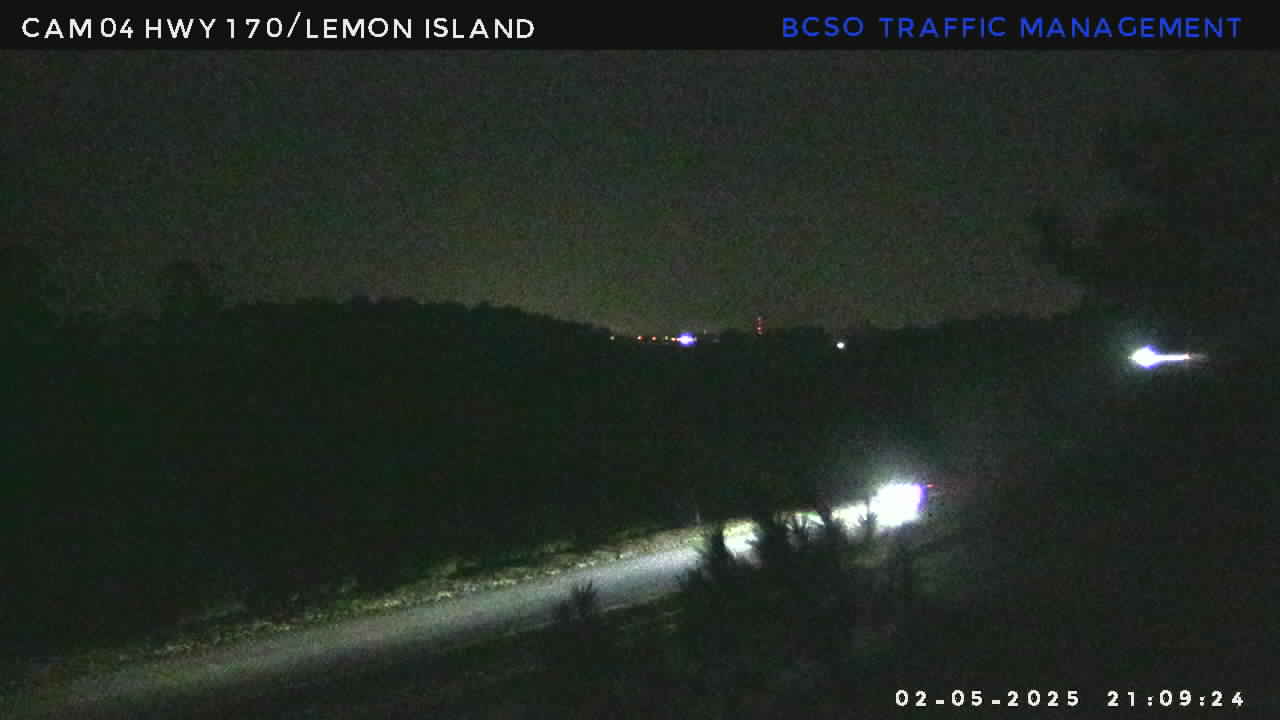 CAM04 HWY 170/LEMON ISLAND
BCSO TRAFFIC MANAGEMENT
02-05-2025 21:09:24